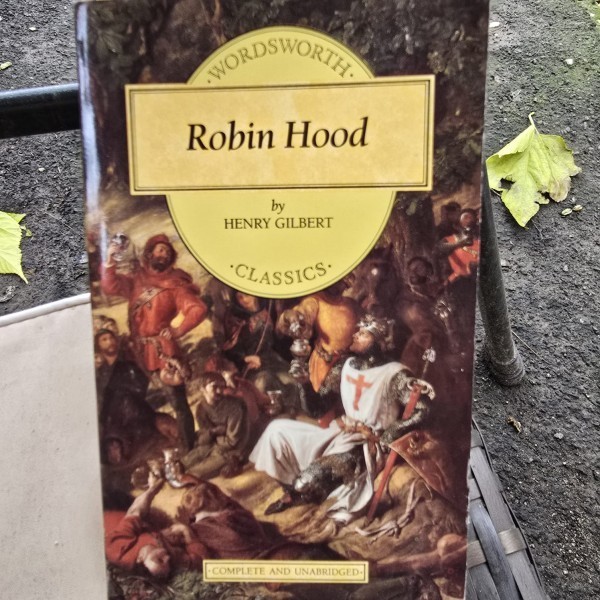 ·WORDSWORTH·
Robin Hood
by
HENRY GILBERT
·CLASSICS·
·COMPLETE AND UNABRIDGED·